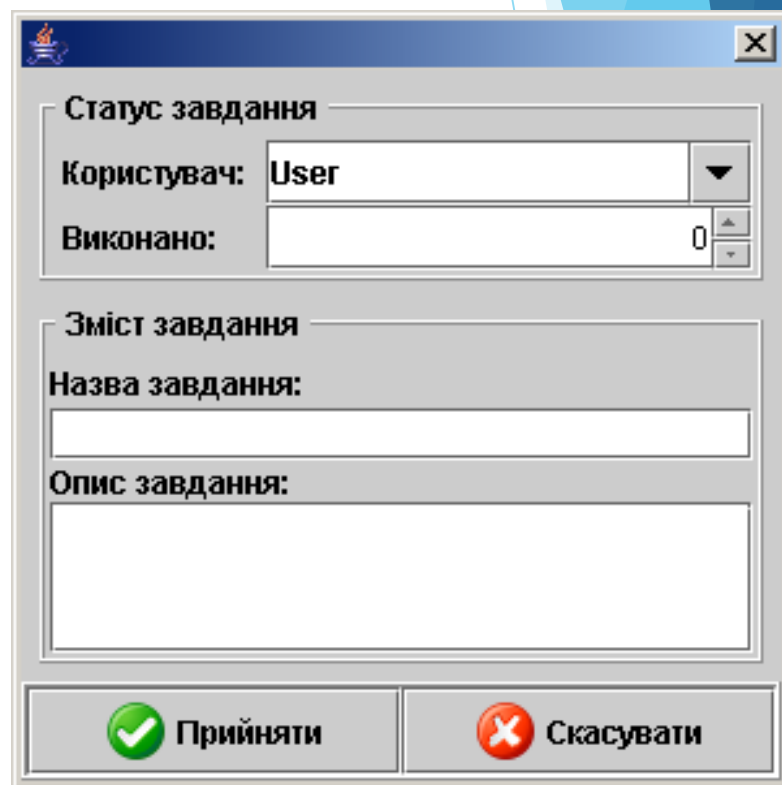 Статус завдання
Користувач: User
Виконано: 0
Зміст завдання
Назва завдання:
Опис завдання:
Прийняти Скасувати